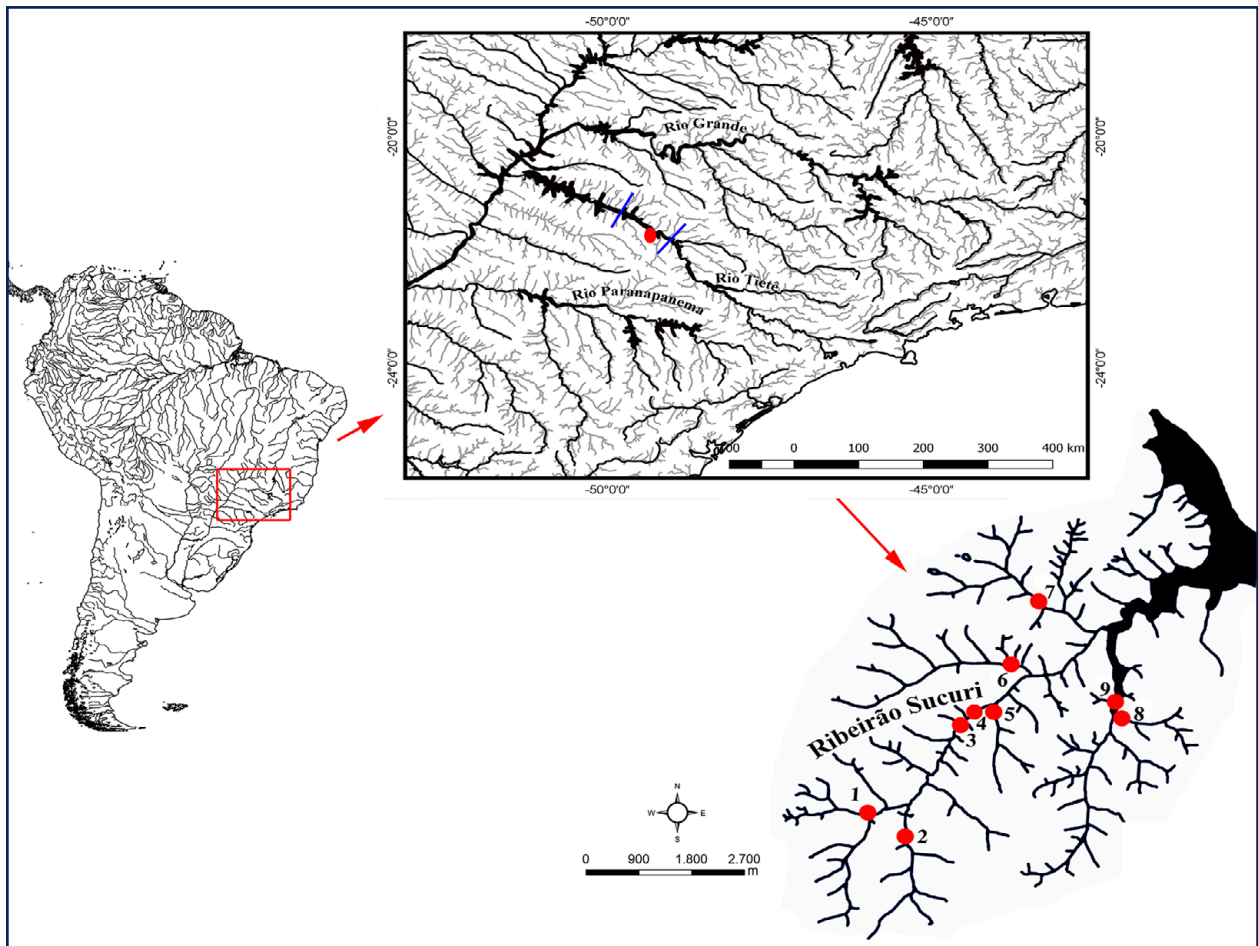 -50°0'0"
-45°0'0"
-20°0'0"
-20°0'0"
Rio Grande
Rio Tietê
Rio Paranapanema
-24°0'0"
-24°0'0"
00 0 100 200 300 400 km
-50°0'0"
-45°0'0"
7
6
Ribeirão Sucuri
9
8
5
4
3
1
2
N
W E
S
0 900 1.800 2.700
m